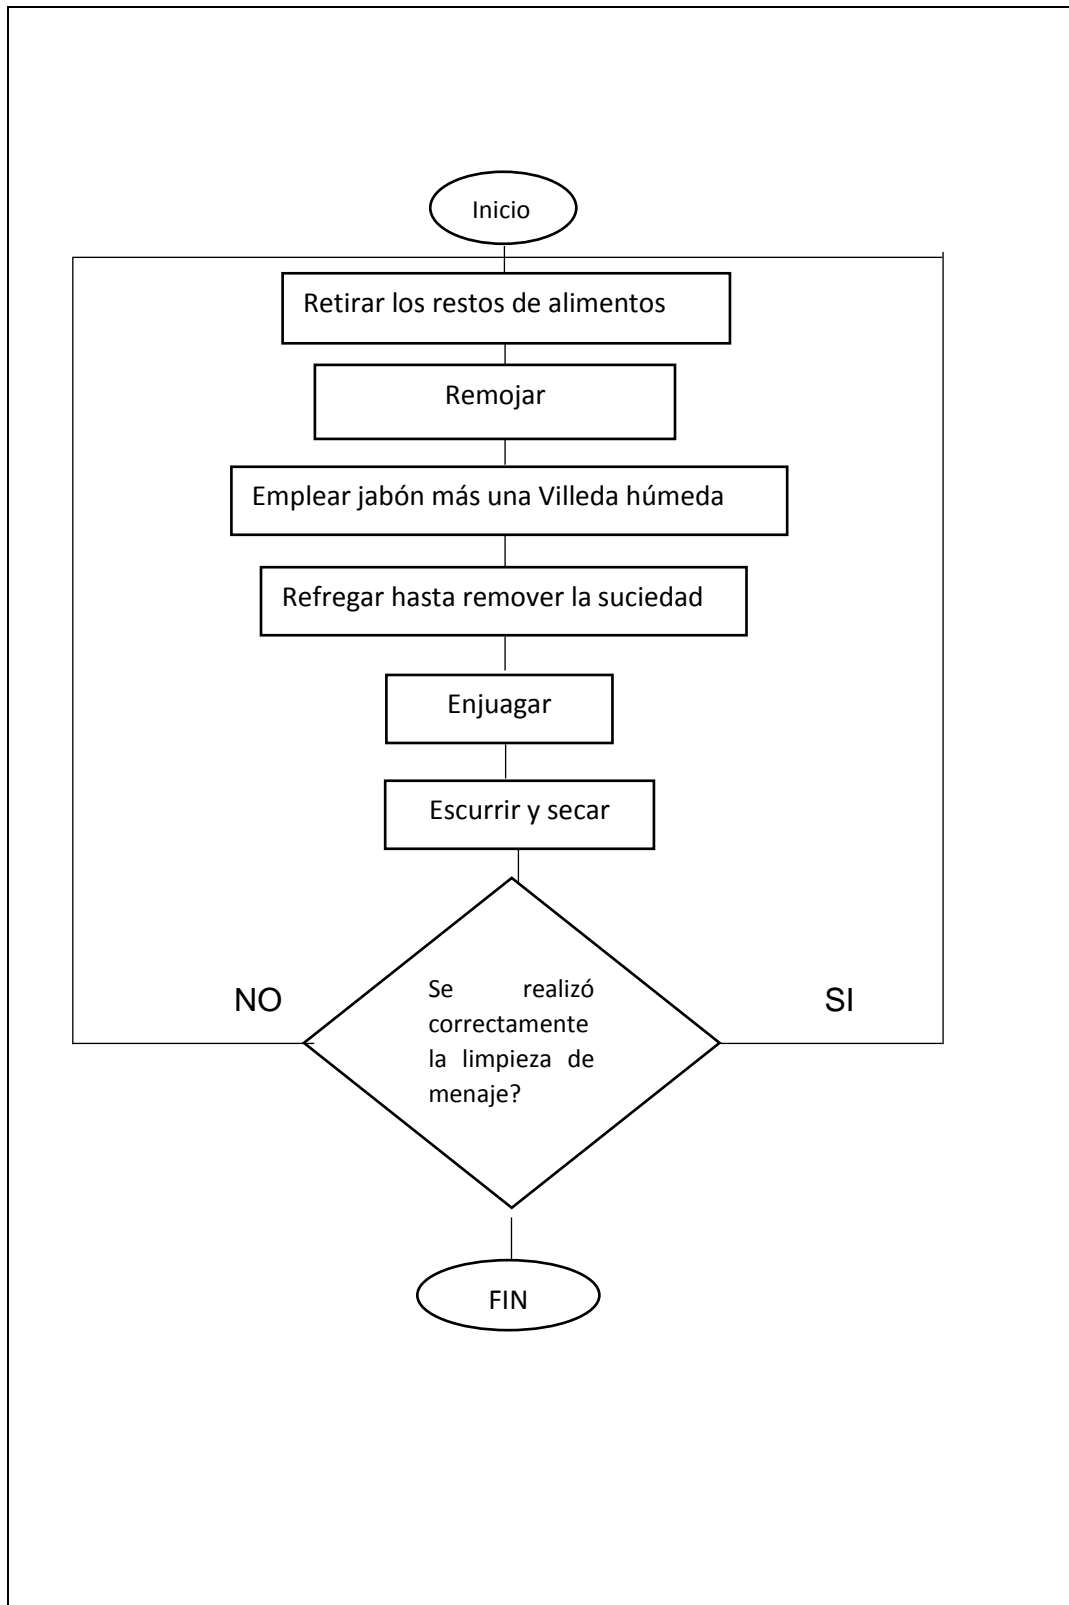 Inicio
Retirar los restos de alimentos
Remojar
Emplear jabón más una Villeda húmeda
Refregar hasta remover la suciedad
Enjuagar
Escurrir y secar
NO
Se realizó
correctamente
la limpieza de
menaje?
SI
FIN